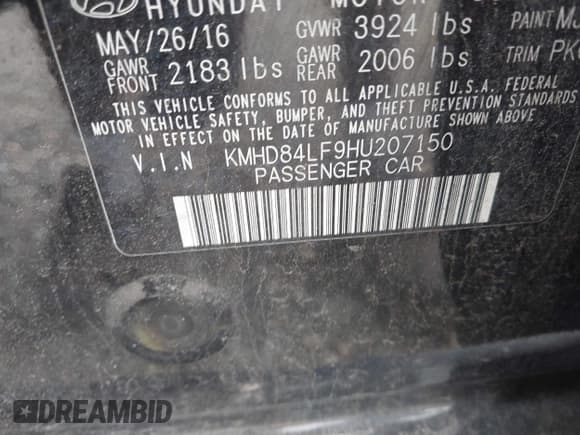 HYUNDAI MOTOR
MAY/26/16 GVWR 3924 lbs PAINT
GAWR FRONT 2183 lbs GAWR REAR 2006 lbs TRIM
THIS VEHICLE CONFORMS TO ALL APPLICABLE U.S.A. FEDERAL
MOTOR VEHICLE SAFETY, BUMPER, AND THEFT PREVENTION STANDARDS
IN EFFECT ON THE DATE OF MANUFACTURE SHOWN ABOVE.
V.I.N KMHD84LF9HU207150
PASSENGER CAR
DREAMBID